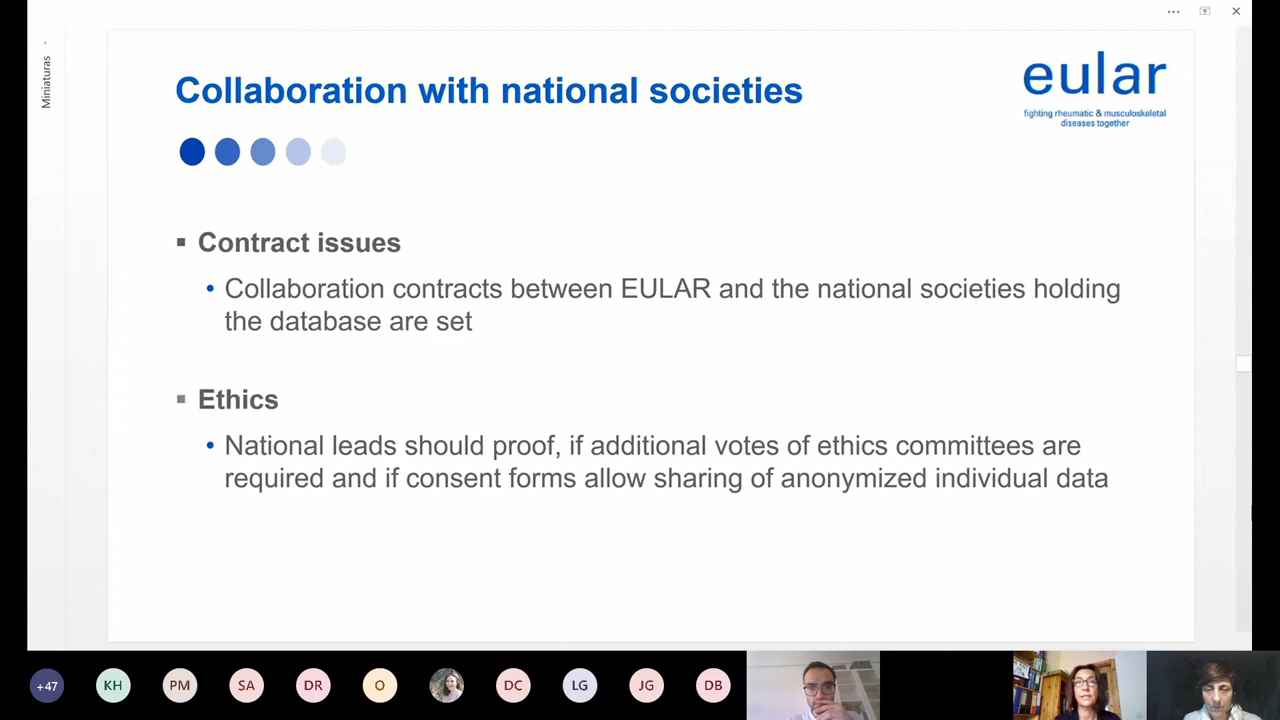 Miniaturas
Collaboration with national societies
eular
fighting rheumatic & musculoskeletal
diseases together
▪ Contract issues
• Collaboration contracts between EULAR and the national societies holding
the database are set
▪ Ethics
• National leads should proof, if additional votes of ethics committees are
required and if consent forms allow sharing of anonymized individual data
+47
KH
PM
SA
DR
O
DC
LG
JG
DB